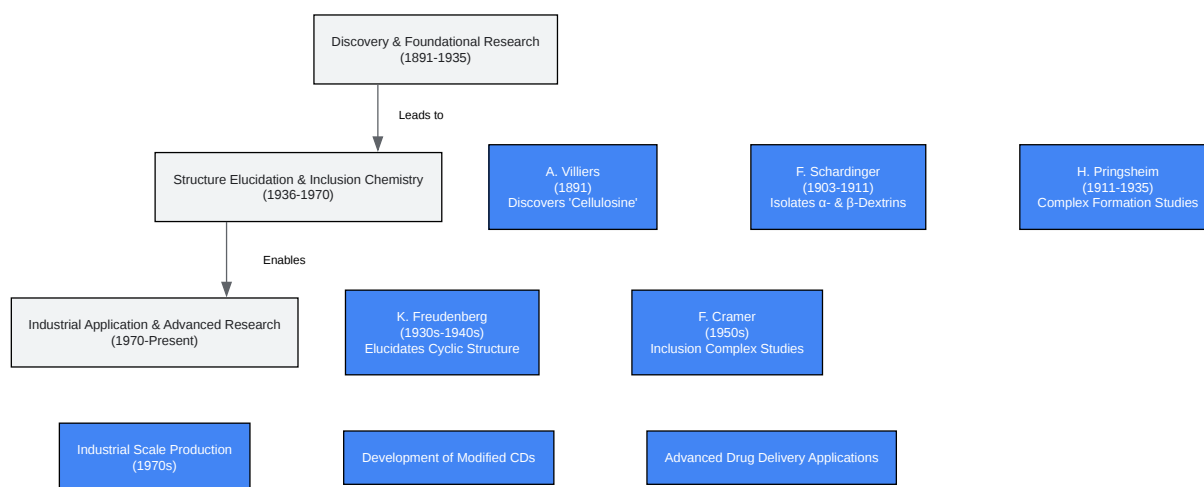 Discovery & Foundational Research
(1891-1935)
Leads to
Structure Elucidation & Inclusion Chemistry
(1936-1970)
A. Villiers
(1891)
Discovers 'Cellulosine'
F. Schardinger
(1903-1911)
Isolates α- & β-Dextrins
H. Pringsheim
(1911-1935)
Complex Formation Studies
Enables
Industrial Application & Advanced Research
(1970-Present)
K. Freudenberg
(1930s-1940s)
Elucidates Cyclic Structure
F. Cramer
(1950s)
Inclusion Complex Studies
Industrial Scale Production
(1970s)
Development of Modified CDs
Advanced Drug Delivery Applications